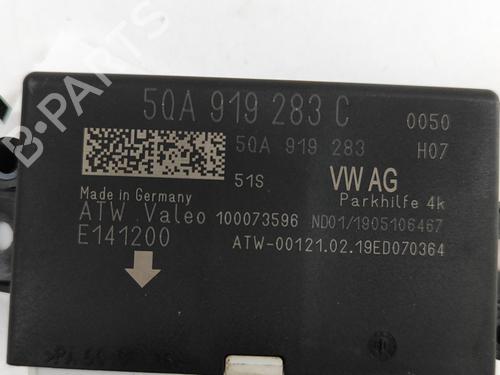 5QA 919 283 C
0050
5QA 919 283
H07
51S
VW AG
Made in Germany
Parkhilfe 4k
ATW Valeo 100073596 ND01/1905106467
E141200
ATW-00121.02.19ED070364
B-PARTS